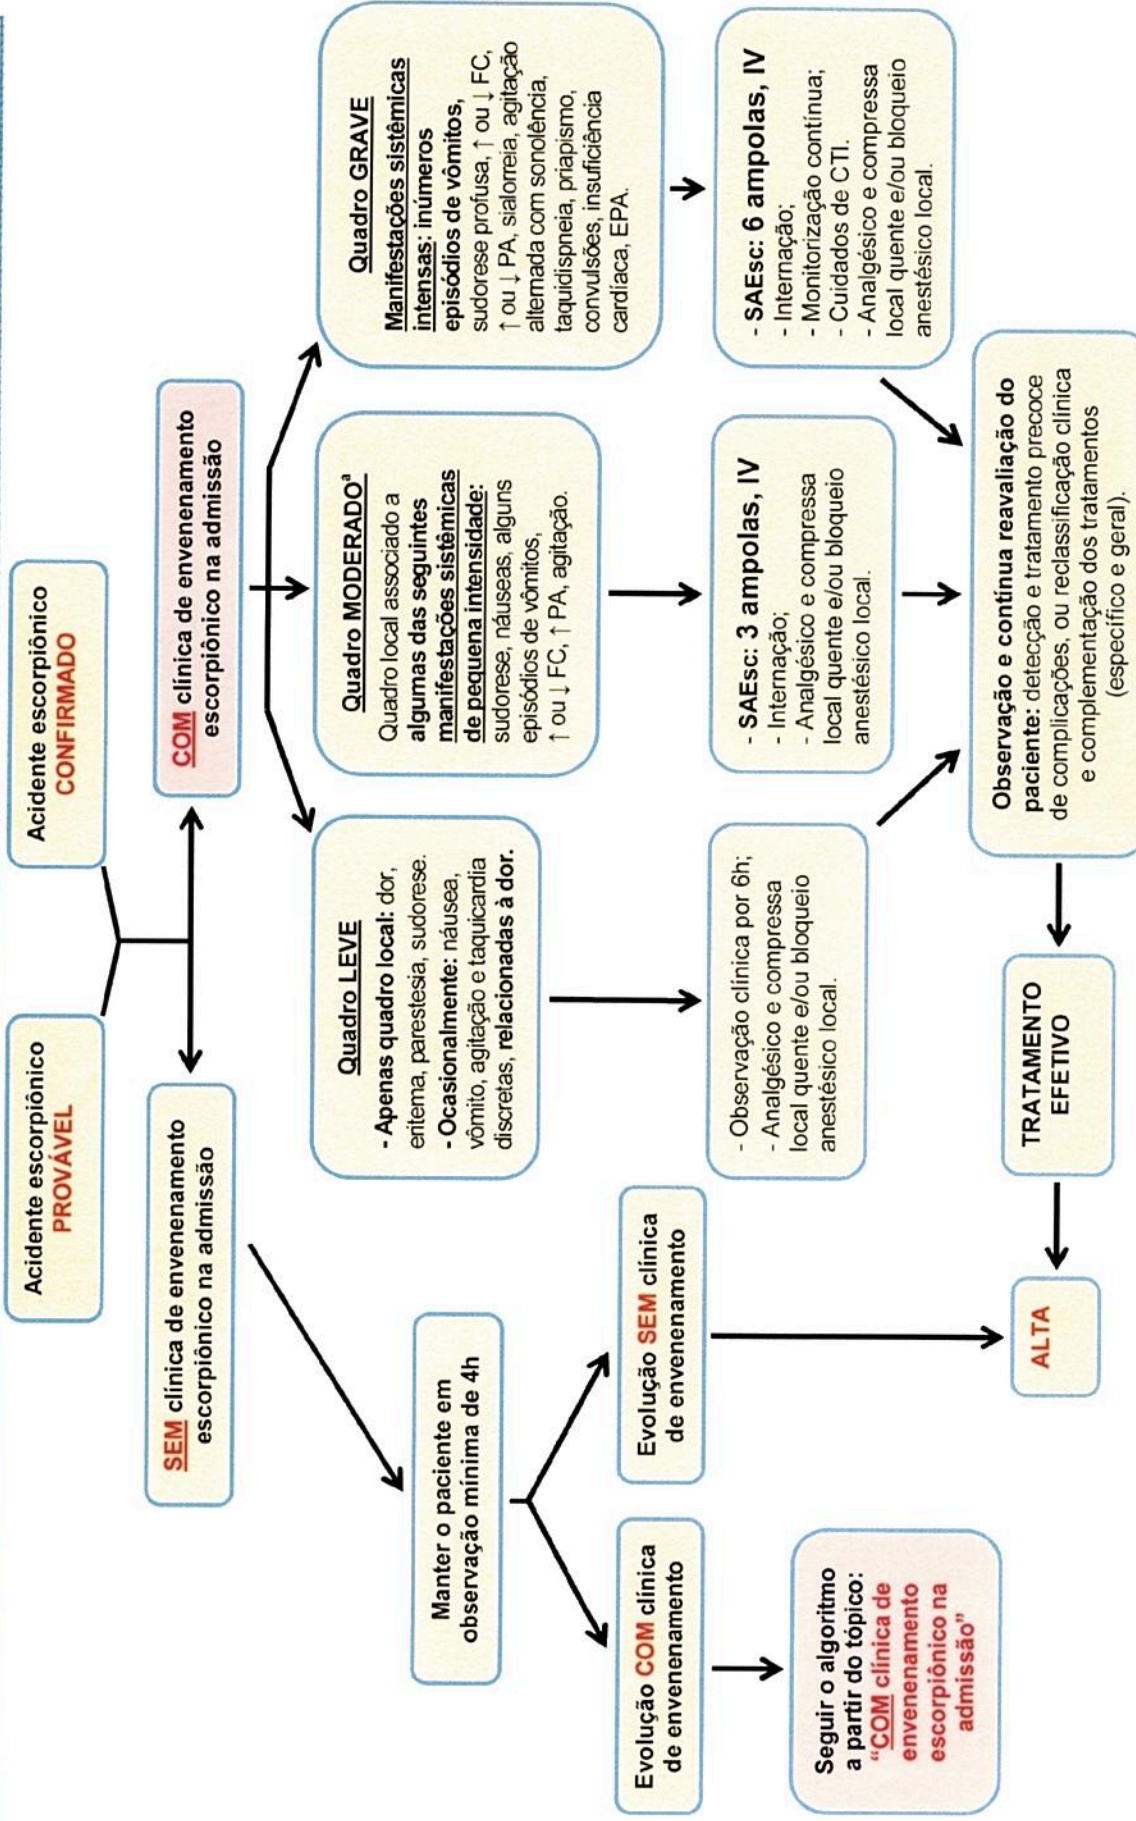 Acidente escorpiônico
PROVÁVEL
Acidente escorpiônico
CONFIRMADO
SEM clínica de envenenamento
escorpiônico na admissão
COM clínica de envenenamento
escorpiônico na admissão
Manter o paciente em
observação mínima de 4h
Evolução COM clínica
de envenenamento
Evolução SEM clínica
de envenenamento
Seguir o algoritmo
a partir do tópico:
“COM clínica de
envenenamento
escorpiônico na
admissão”
Quadro LEVE
- Apenas quadro local: dor,
eritema, parestesia, sudorese.
- Ocasionalmente: náusea,
vômito, agitação e taquicardia
discretas, relacionadas à dor.
Quadro MODERADOª
Quadro local associado a
algumas das seguintes
manifestações sistêmicas
de pequena intensidade:
sudorese, náuseas, alguns
episódios de vômitos,
↑ ou ↓ FC, ↑ PA, agitação.
Quadro GRAVE
Manifestações sistêmicas
intensas: inúmeros
episódios de vômitos,
sudorese profusa, ↑ ou ↓ FC,
↑ ou ↓ PA, sialorreia, agitação
alternada com sonolência,
taquidispneia, priapismo,
convulsões, insuficiência
cardíaca, EPA.
- Observação clínica por 6h;
- Analgésico e compressa
local quente e/ou bloqueio
anestésico local.
- SAEsc: 3 ampolas, IV
- Internação;
- Analgésico e compressa
local quente e/ou bloqueio
anestésico local.
- SAEsc: 6 ampolas, IV
- Internação;
- Monitorização contínua;
- Cuidados de CTI.
- Analgésico e compressa
local quente e/ou bloqueio
anestésico local.
Observação e contínua reavaliação do
paciente: detecção e tratamento precoce
de complicações, ou reclassificação clínica
e complementação dos tratamentos
(específico e geral).
TRATAMENTO
EFETIVO
ALTA